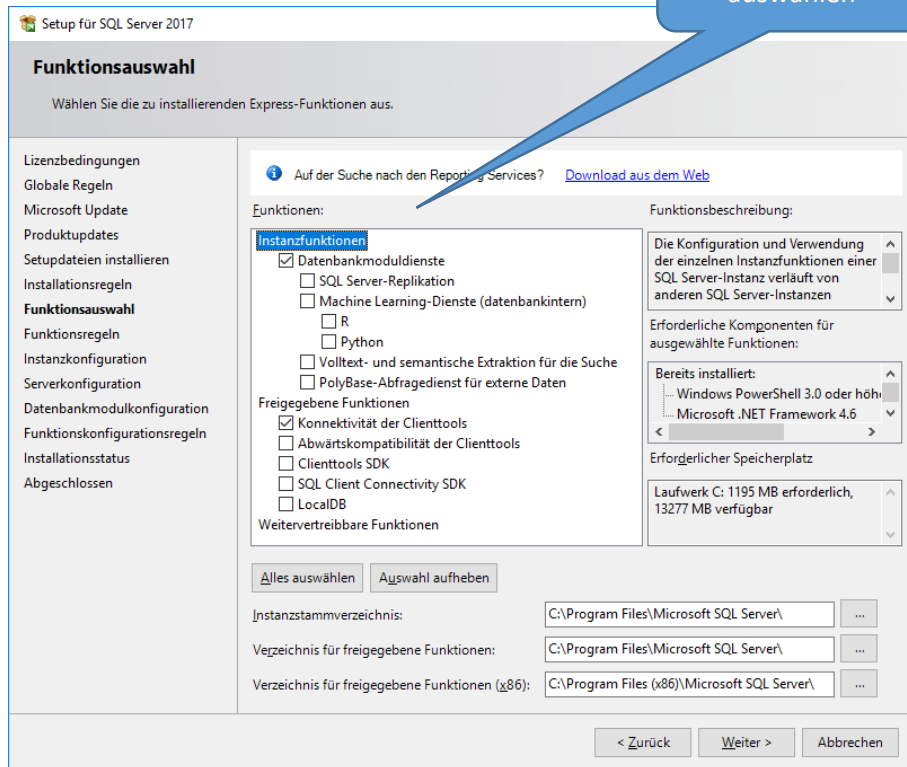 auswählen
Setup für SQL Server 2017
Funktionsauswahl
Wählen Sie die zu installierenden Express-Funktionen aus.
Lizenzbedingungen
Globale Regeln
Microsoft Update
Produktupdates
Setupdateien installieren
Installationsregeln
Funktionsauswahl
Funktionsregeln
Instanzkonfiguration
Serverkonfiguration
Datenbankmodulkonfiguration
Funktionskonfigurationsregeln
Installationsstatus
Abgeschlossen
Auf der Suche nach den Reporting Services? Download aus dem Web
Funktionen:
Instanzfunktionen
Datenbankmoduldienste
SQL Server-Replikation
Machine Learning-Dienste (datenbankintern)
R
Python
Volltext- und semantische Extraktion für die Suche
PolyBase-Abfragedienst für externe Daten
Freigegebene Funktionen
Konnektivität der Clienttools
Abwärtskompatibilität der Clienttools
Clienttools SDK
SQL Client Connectivity SDK
LocalDB
Weitervertreibbare Funktionen
Funktionsbeschreibung:
Die Konfiguration und Verwendung
der einzelnen Instanzfunktionen einer
SQL Server-Instanz verläuft von
anderen SQL Server-Instanzen
Erforderliche Komponenten für
ausgewählte Funktionen:
Bereits installiert:
Windows PowerShell 3.0 oder höh
Microsoft .NET Framework 4.6
Erforderlicher Speicherplatz
Laufwerk C: 1195 MB erforderlich,
13277 MB verfügbar
Alles auswählen Auswahl aufheben
Instanzstammverzeichnis: C:\Program Files\Microsoft SQL Server\ ...
Verzeichnis für freigegebene Funktionen: C:\Program Files\Microsoft SQL Server\ ...
Verzeichnis für freigegebene Funktionen (x86): C:\Program Files (x86)\Microsoft SQL Server\ ...
< Zurück Weiter > Abbrechen